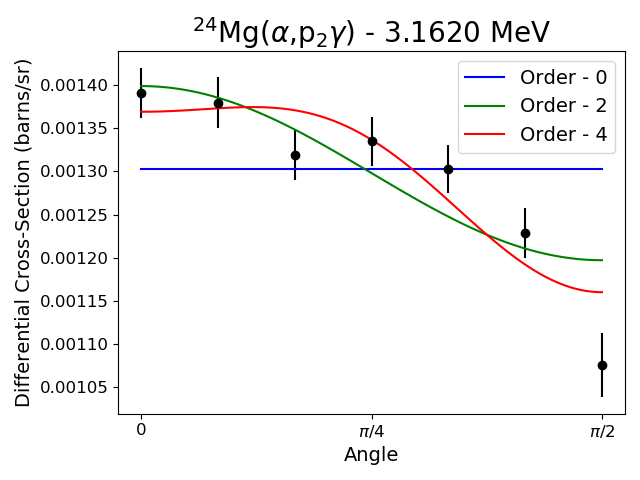 ²⁴Mg(α,p₂γ) - 3.1620 MeV
Differential Cross-Section (barns/sr)
0.00140
0.00135
0.00130
0.00125
0.00120
0.00115
0.00110
0.00105
Order - 0
Order - 2
Order - 4
0
π/4
π/2
Angle